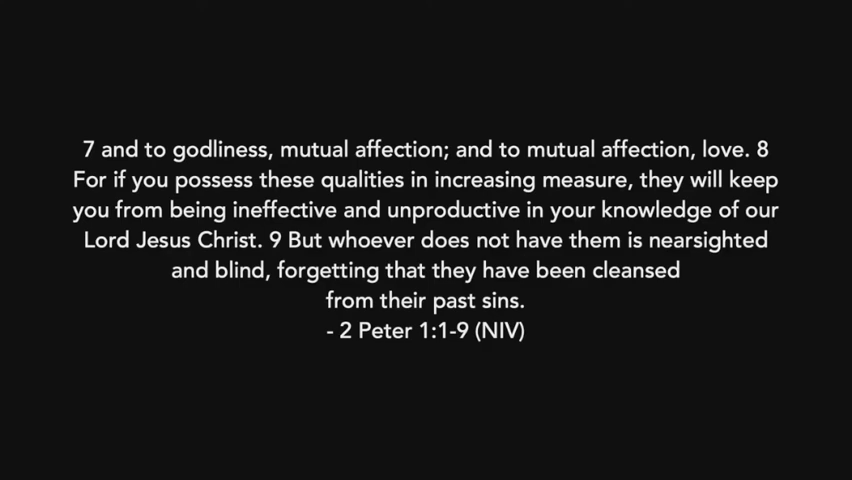 7 and to godliness, mutual affection; and to mutual affection, love. 8
For if you possess these qualities in increasing measure, they will keep
you from being ineffective and unproductive in your knowledge of our
Lord Jesus Christ. 9 But whoever does not have them is nearsighted
and blind, forgetting that they have been cleansed
from their past sins.
- 2 Peter 1:1-9 (NIV)